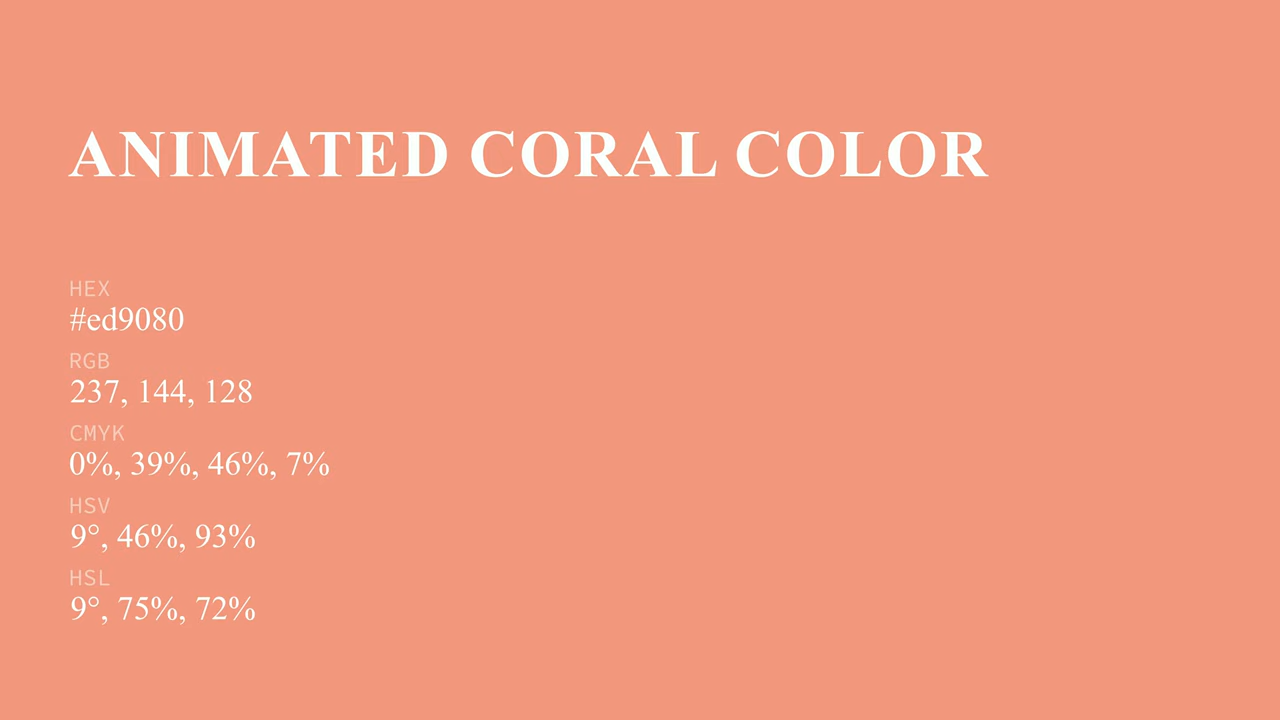 ANIMATED CORAL COLOR
HEX
#ed9080
RGB
237, 144, 128
CMYK
0%, 39%, 46%, 7%
HSV
9°, 46%, 93%
HSL
9°, 75%, 72%